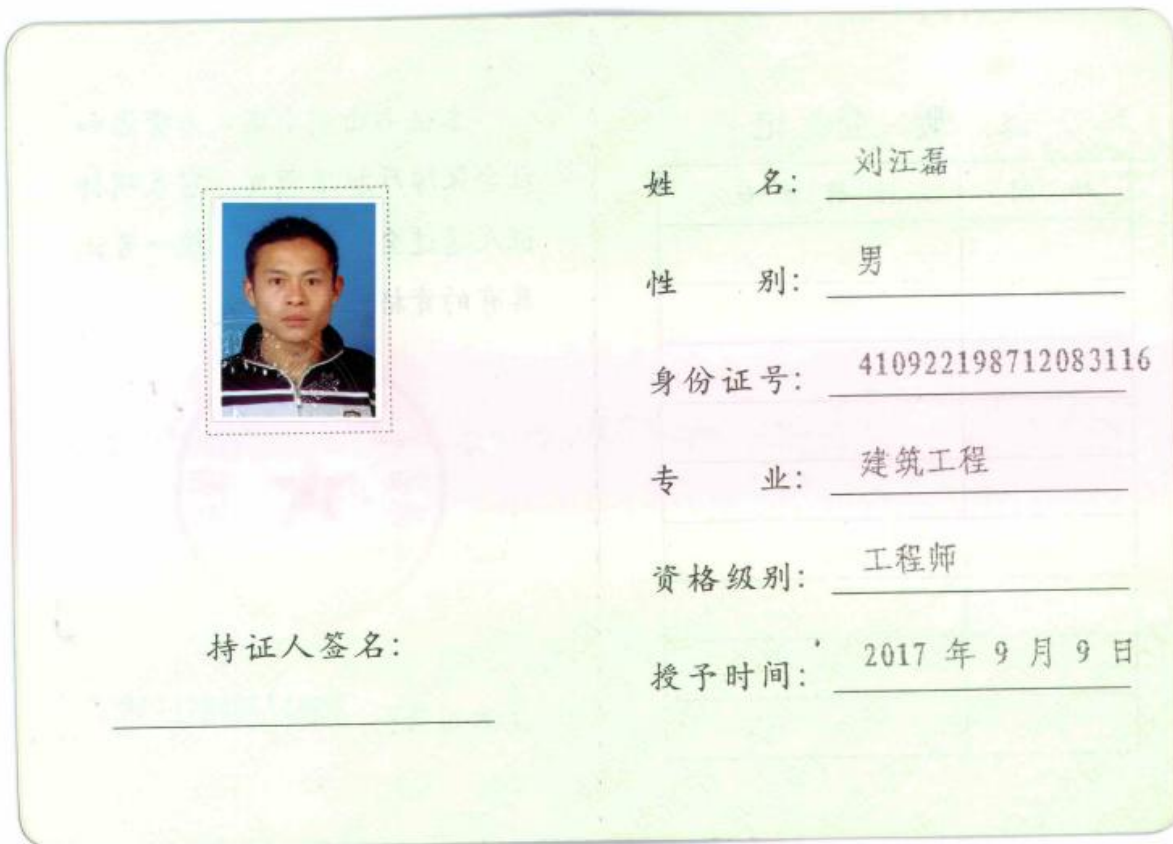 持证人签名:
姓 名: 刘江磊
性 别: 男
身份证号: 410922198712083116
专 业: 建筑工程
资格级别: 工程师
授予时间: 2017 年 9 月 9 日